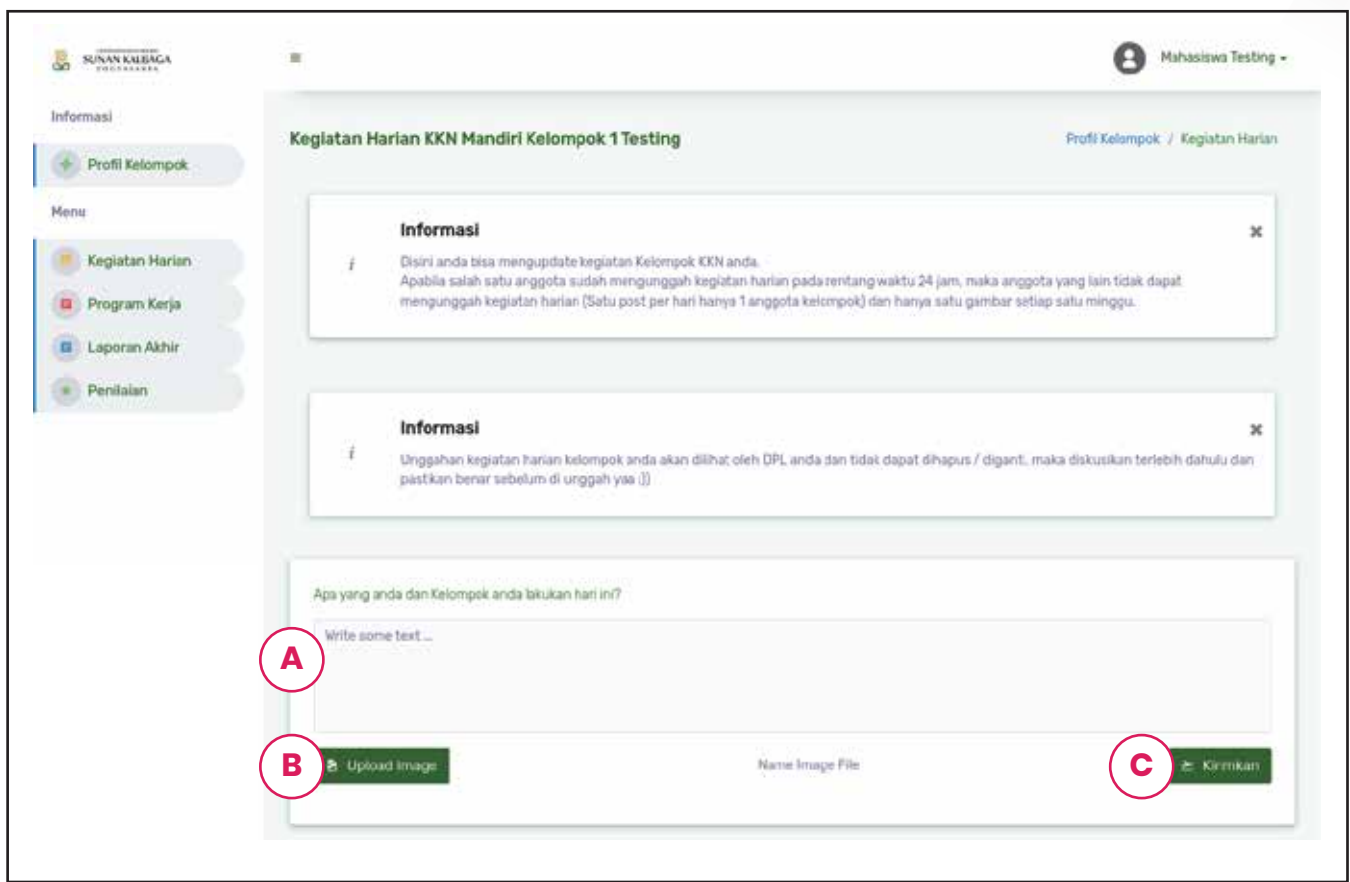 SUNAN KALIJAGA
YOGYAKARTA
Mahasiswa Testing
Informasi
Profil Kelompok
Menu
Kegiatan Harian
Program Kerja
Laporan Akhir
Penilaian
Kegiatan Harian KKN Mandiri Kelompok 1 Testing
Profil Kelompok / Kegiatan Harian
Informasi
i
Disini anda bisa mengupdate kegiatan Kelompok KKN anda.
Apabila salah satu anggota sudah mengunggah kegiatan harian pada rentang waktu 24 jam, maka anggota yang lain tidak dapat
mengunggah kegiatan harian (Satu post per hari hanya 1 anggota kelompok) dan hanya satu gambar setiap satu minggu.
Informasi
i
Unggahan kegiatan harian kelompok anda akan dilihat oleh DPL anda dan tidak dapat dihapus / diganti, maka diskusikan terlebih dahulu dan
pastikan benar sebelum di unggah yaa :))
Apa yang anda dan Kelompok anda lakukan hari ini?
Write some text ...
A
B
Upload Image
Name Image File
C
Kirimkan